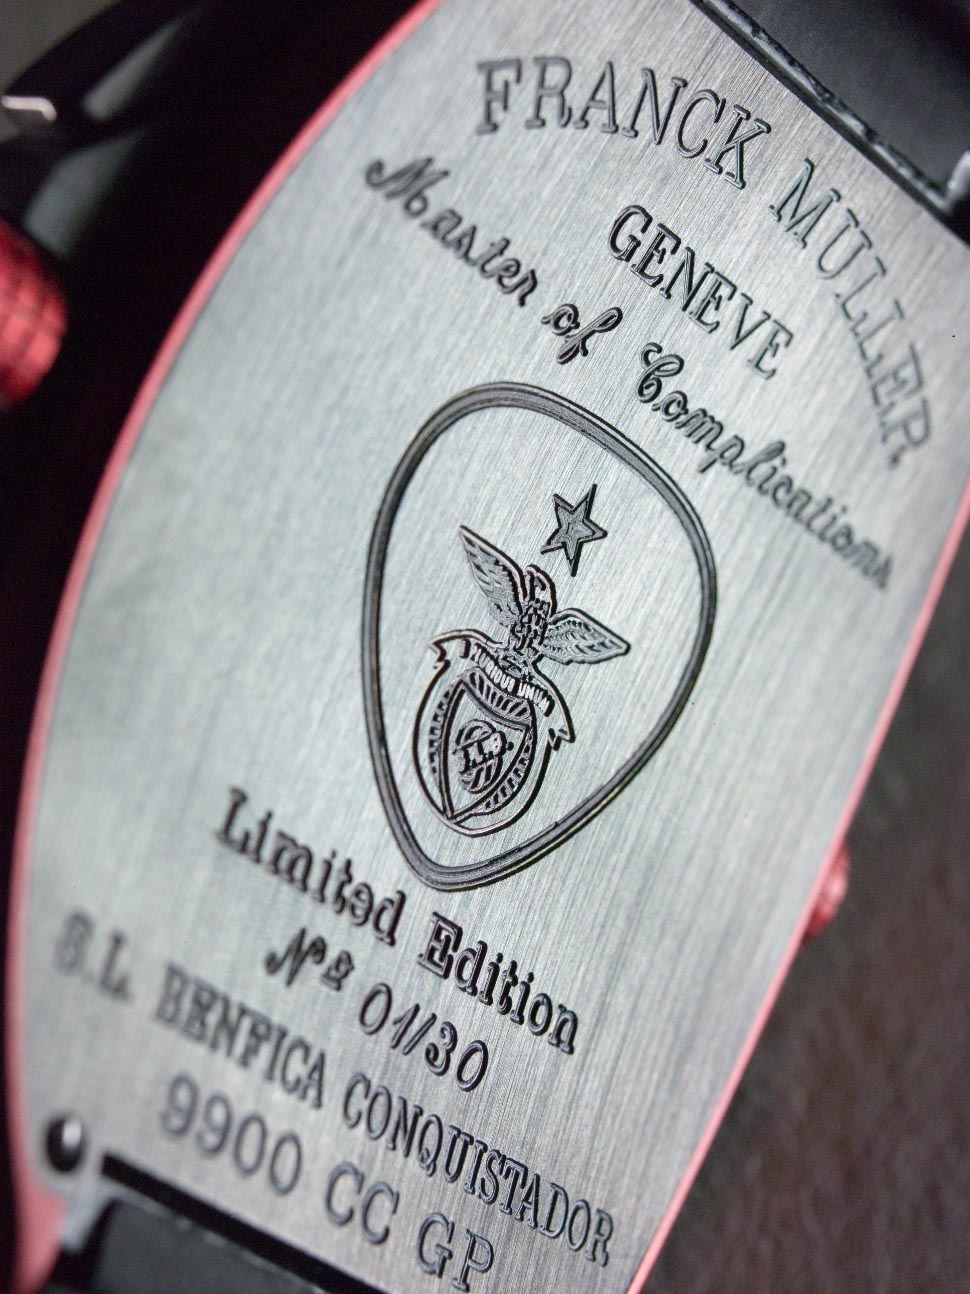 FRANCK MULLER
GENEVE
Master of Complications
Limited Edition
Nº 01/30
S.L. BENFICA CONQUISTADOR
9900 CC GP